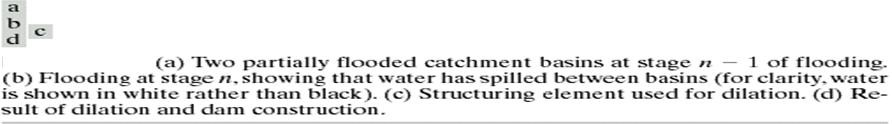 a
b
d c
(a) Two partially flooded catchment basins at stage n − 1 of flooding.
(b) Flooding at stage n, showing that water has spilled between basins (for clarity, water
is shown in white rather than black). (c) Structuring element used for dilation. (d) Re-
sult of dilation and dam construction.